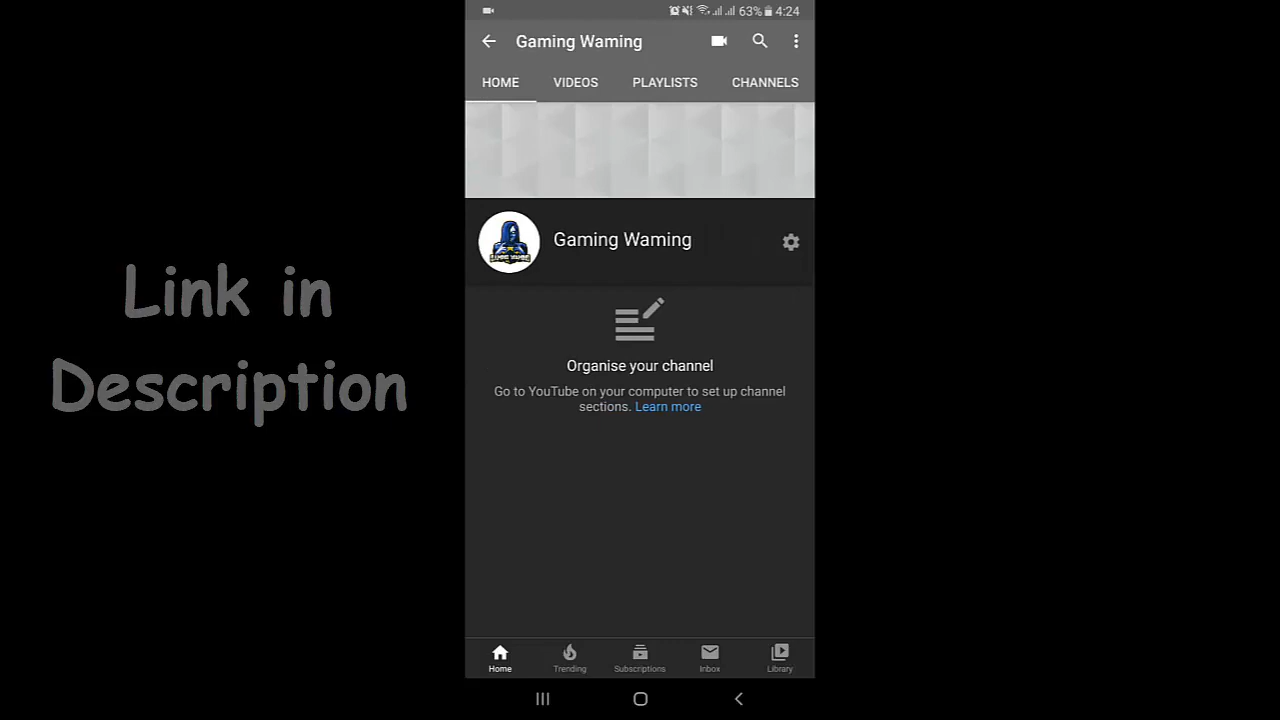 63% 4:24
Gaming Waming
HOME VIDEOS PLAYLISTS CHANNELS
Gaming Waming
Link in
Description
Organise your channel
Go to YouTube on your computer to set up channel
sections. Learn more
Home Trending Subscriptions Inbox Library